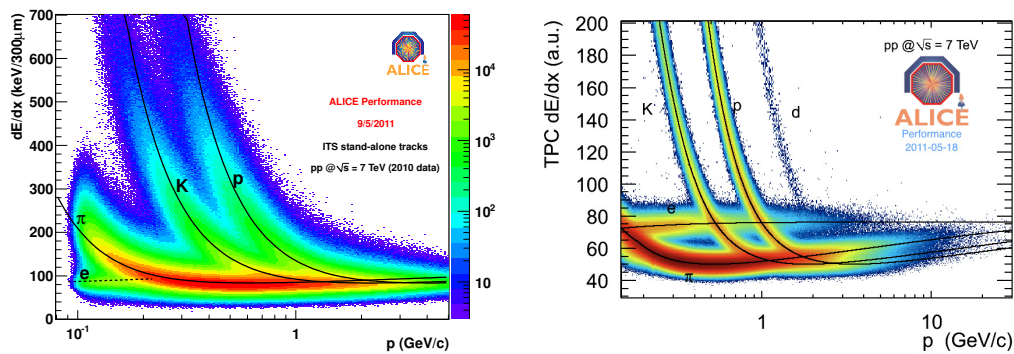 dE/dx (keV/300μm)
700
600
500
400
300
200
100
0
ALICE
ALICE Performance
9/5/2011
ITS stand-alone tracks
pp @ √s = 7 TeV (2010 data)
K
p
π
e
10⁻¹
1
p (GeV/c)
10⁴
10³
10²
10
TPC dE/dx (a.u.)
200
180
160
140
120
100
80
60
40
pp @ √s = 7 TeV
ALICE
Performance
2011-05-18
K
p
d
e
π
1
10
p (GeV/c)